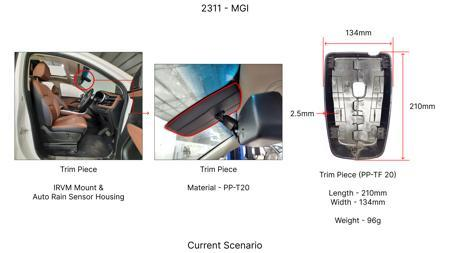 2311 - MGI
134mm
210mm
2.5mm
Trim Piece
IRVM Mount &
Auto Rain Sensor Housing
Trim Piece
Material - PP-T20
Trim Piece (PP-TF 20)
Length - 210mm
Width - 134mm
Weight - 96g
Current Scenario